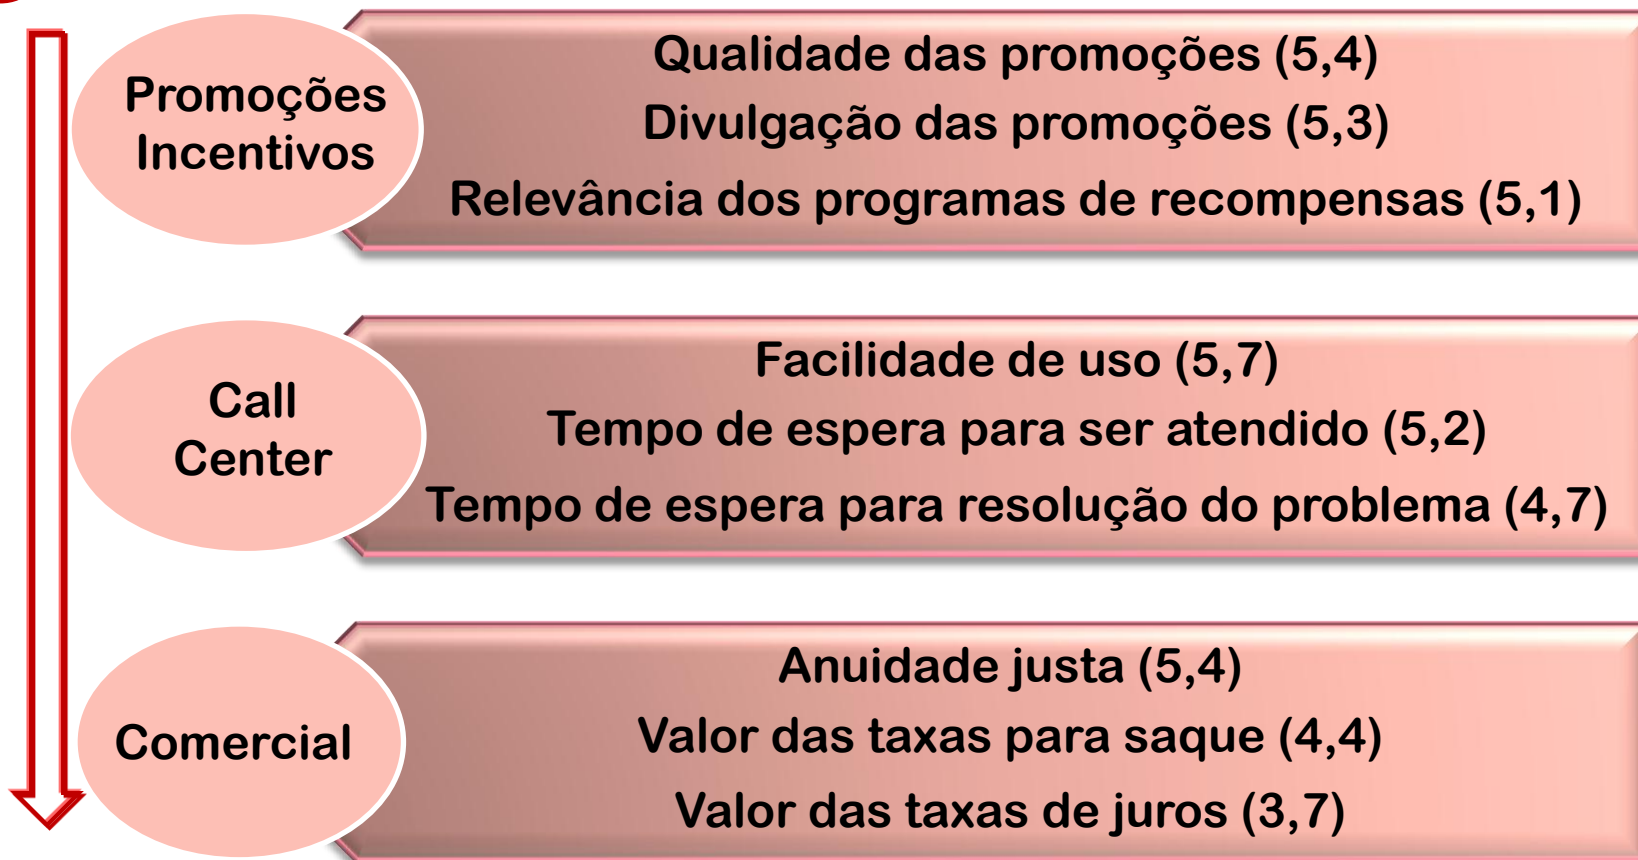 Promoções
Incentivos
Qualidade das promoções (5,4)
Divulgação das promoções (5,3)
Relevância dos programas de recompensas (5,1)
Call
Center
Facilidade de uso (5,7)
Tempo de espera para ser atendido (5,2)
Tempo de espera para resolução do problema (4,7)
Comercial
Anuidade justa (5,4)
Valor das taxas para saque (4,4)
Valor das taxas de juros (3,7)